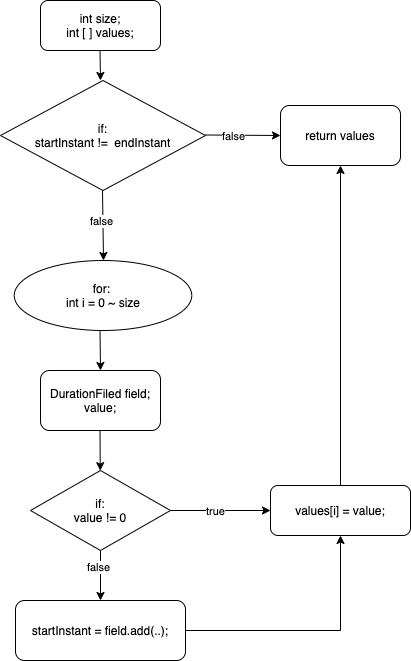 int size;
int [ ] values;
if:
startInstant != endInstant
false
return values
false
for:
int i = 0 ~ size
DurationFiled field;
value;
if:
value != 0
true
values[i] = value;
false
startInstant = field.add(..);